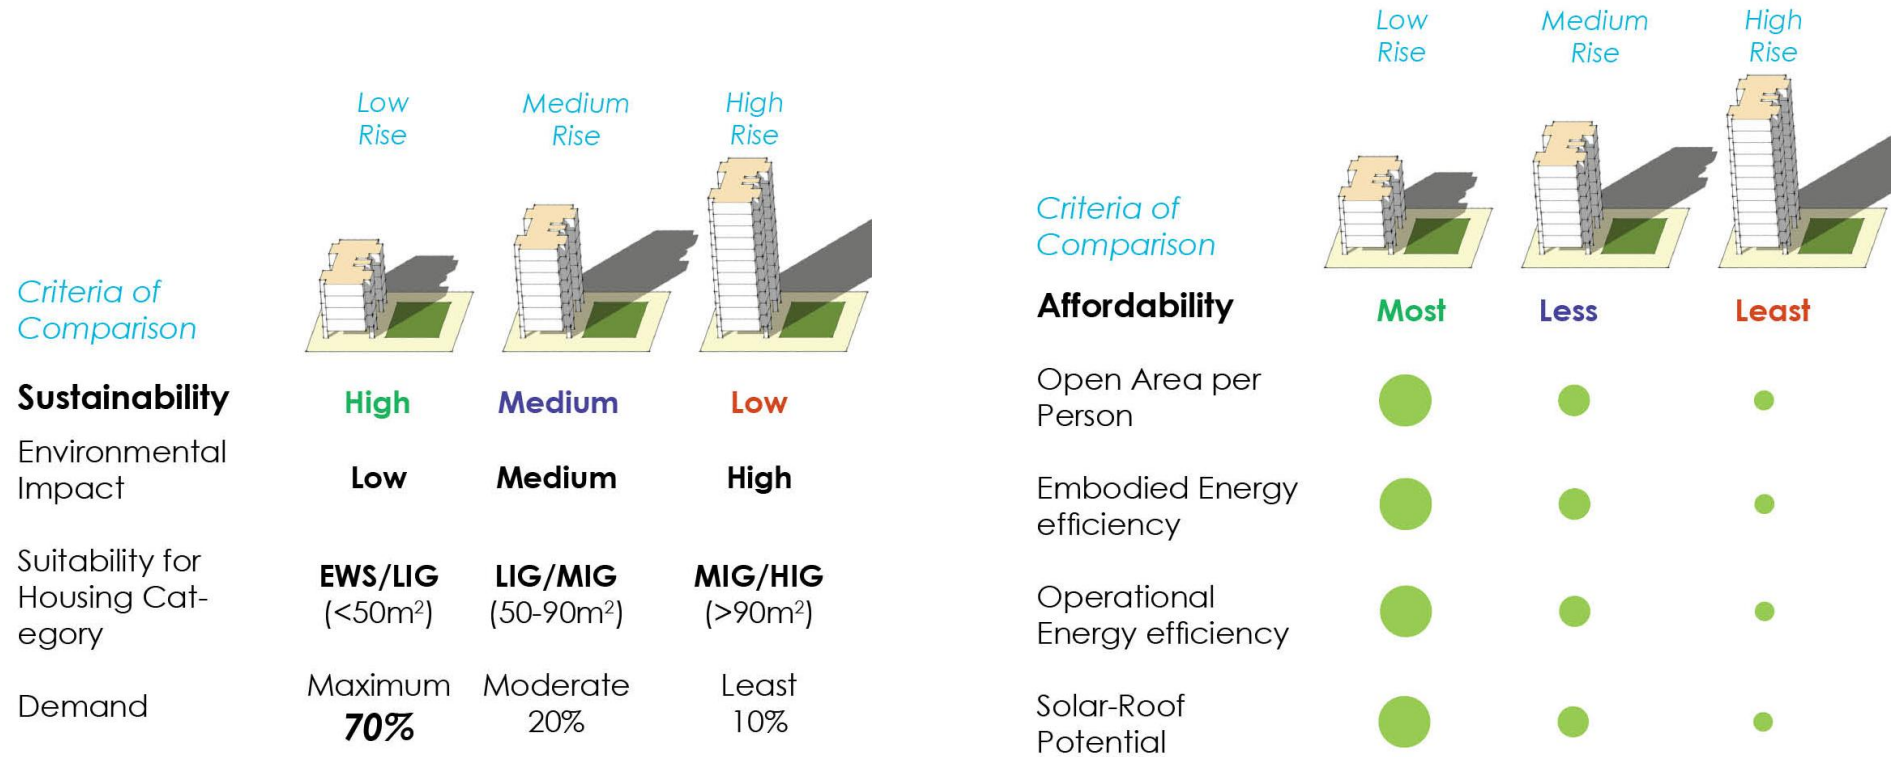 Low Rise
Medium Rise
High Rise
Criteria of
Comparison
Sustainability High Medium Low
Environmental
Impact
Low Medium High
Suitability for
Housing Cat-
egory
EWS/LIG LIG/MIG MIG/HIG
(<50m²) (50-90m²) (>90m²)
Demand
Maximum Moderate Least
70% 20% 10%
Low Rise
Medium Rise
High Rise
Criteria of
Comparison
Affordability Most Less Least
Open Area per
Person
Embodied Energy
efficiency
Operational
Energy efficiency
Solar-Roof
Potential